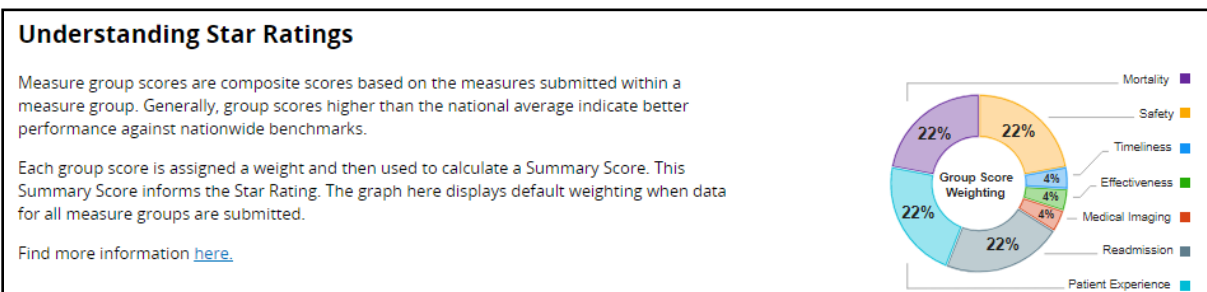 Understanding Star Ratings
Measure group scores are composite scores based on the measures submitted within a
measure group. Generally, group scores higher than the national average indicate better
performance against nationwide benchmarks.
Each group score is assigned a weight and then used to calculate a Summary Score. This
Summary Score informs the Star Rating. The graph here displays default weighting when data
for all measure groups are submitted.
Find more information here.
Mortality
Safety
Timeliness
Effectiveness
Medical Imaging
Readmission
Patient Experience
22%
22%
4%
4%
4%
22%
22%
Group Score
Weighting